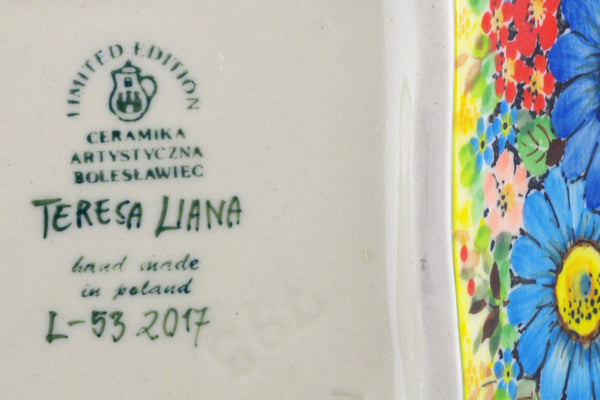 LIMITED EDITION
CERAMIKA
ARTYSTYCZNA
BOLESŁAWIEC
TERESA LIANA
hand made
in poland
L-53 2017